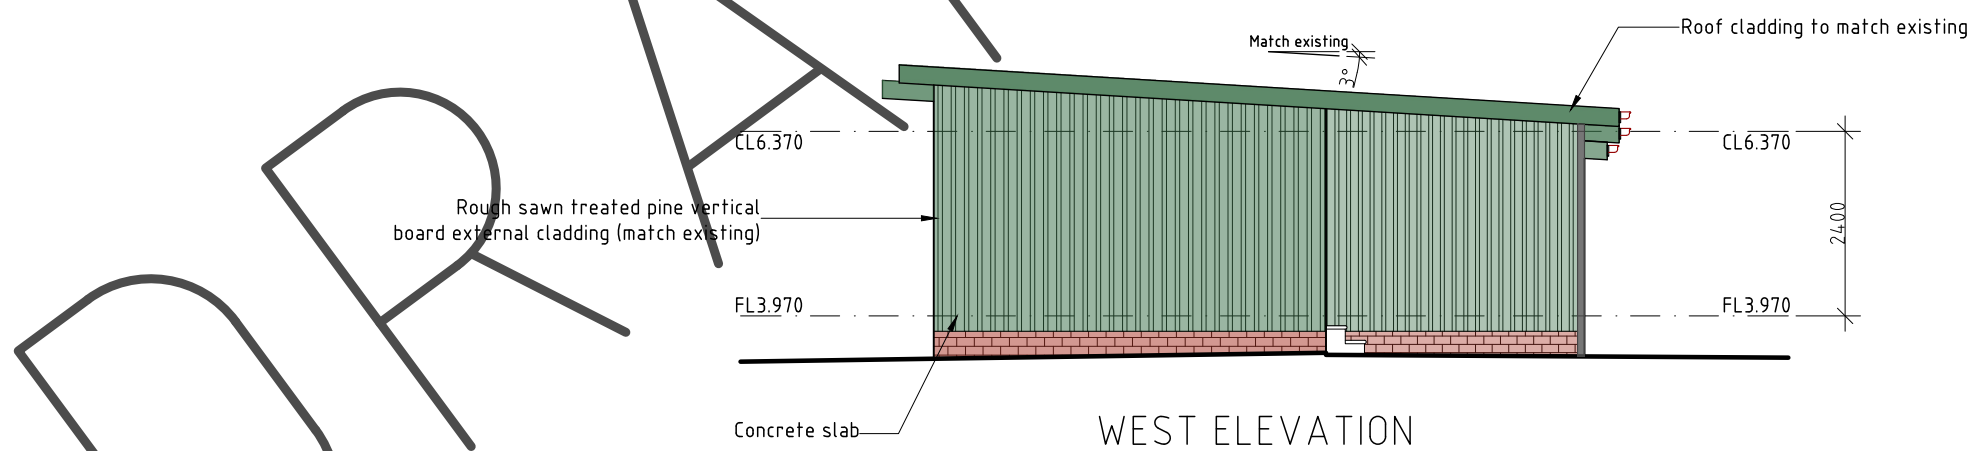 Roof cladding to match existing
Match existing
3°
CL6.370
CL6.370
Rough sawn treated pine vertical
board external cladding (match existing)
2400
FL3.970
FL3.970
Concrete slab
WEST ELEVATION